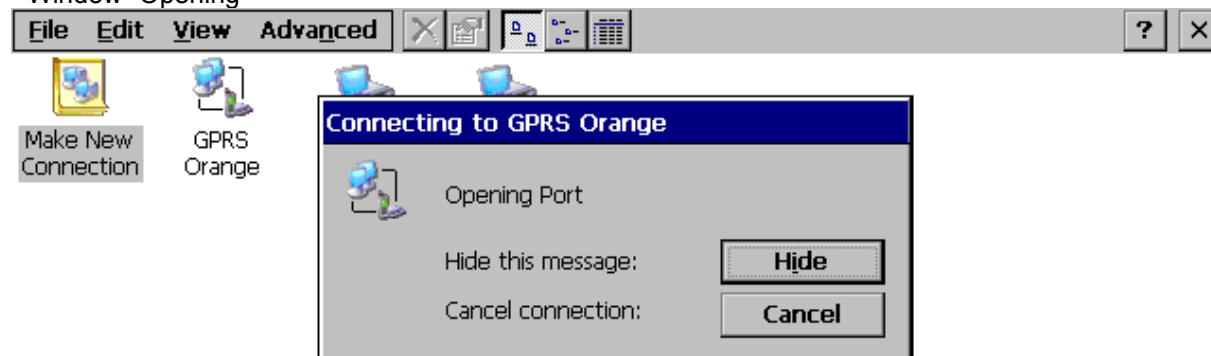 Window "Opening"
File Edit View Advanced ? ×
Make New
Connection
GPRS
Orange
Connecting to GPRS Orange
Opening Port
Hide this message: Hide
Cancel connection: Cancel